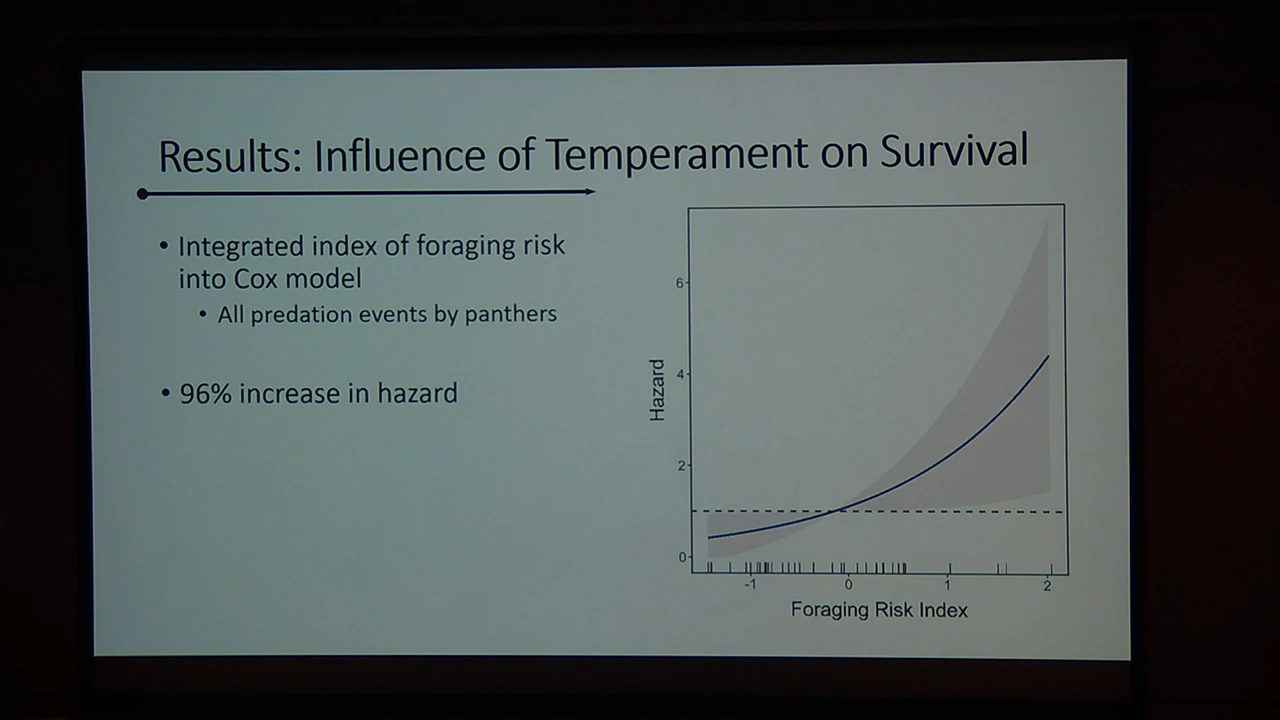 Results: Influence of Temperament on Survival
• Integrated index of foraging risk
into Cox model
• All predation events by panthers
• 96% increase in hazard
Hazard
6
4
2
0
-1
0
1
2
Foraging Risk Index